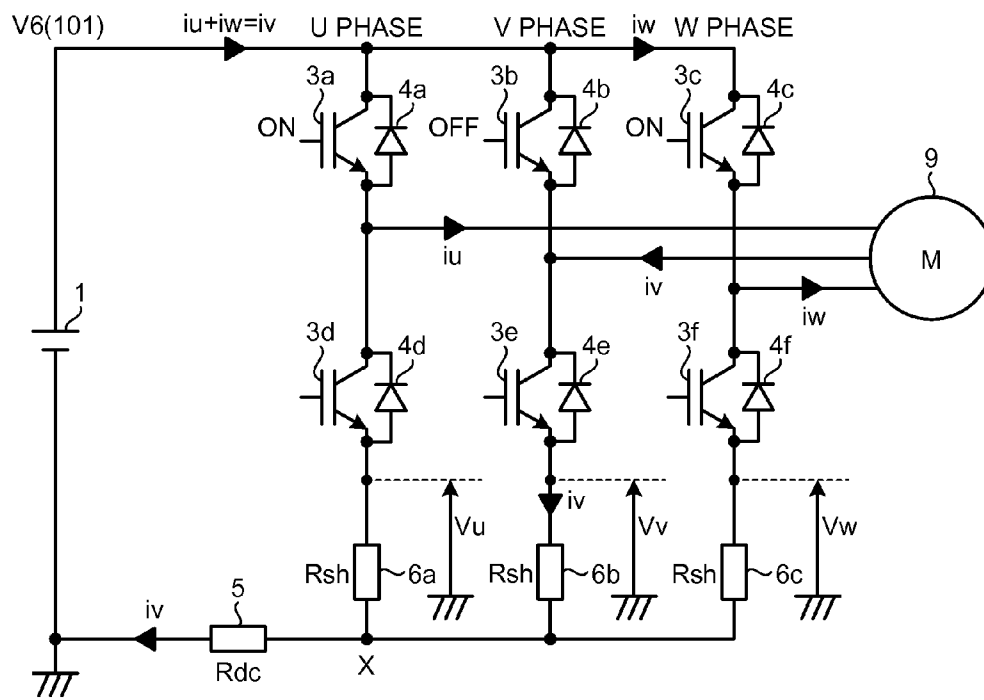 V6(101) iu+iw=iv U PHASE V PHASE iw W PHASE
3a 4a 3b 4b 3c 4c
ON OFF ON
9
M
iu
iv
iw
1
3d 4d 3e 4e 3f 4f
iv
Vu Vv Vw
Rsh 6a Rsh 6b Rsh 6c
iv 5
Rdc X